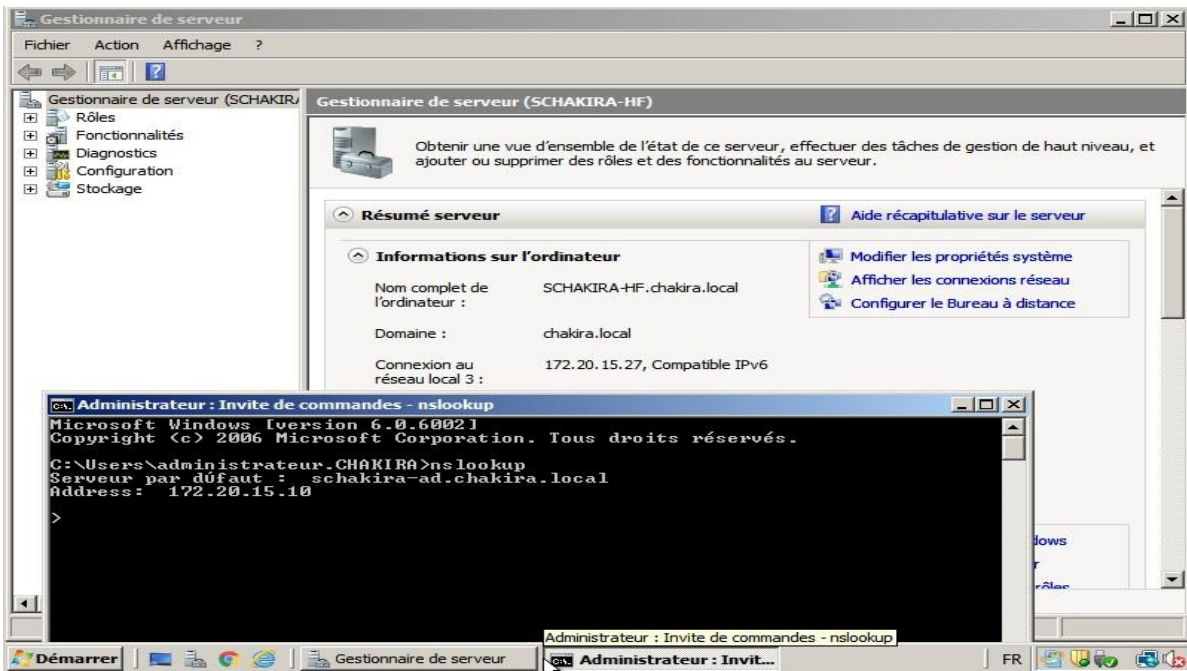 Gestionnaire de serveur
Fichier Action Affichage ?
Gestionnaire de serveur (SCHAKIRA
Rôles
Fonctionnalités
Diagnostics
Configuration
Stockage
Gestionnaire de serveur (SCHAKIRA-HF)
Obtenir une vue d'ensemble de l'état de ce serveur, effectuer des tâches de gestion de haut niveau, et
ajouter ou supprimer des rôles et des fonctionnalités au serveur.
Résumé serveur
Aide récapitulative sur le serveur
Informations sur l'ordinateur
Nom complet de
l'ordinateur :
SCHAKIRA-HF.chakira.local
Domaine :
chakira.local
Connexion au
réseau local 3 :
172.20.15.27, Compatible IPv6
Modifier les propriétés système
Afficher les connexions réseau
Configurer le Bureau à distance
Administrateur : Invite de commandes - nslookup
Microsoft Windows [version 6.0.6002]
Copyright (c) 2006 Microsoft Corporation. Tous droits réservés.
C:\Users\administrateur.CHAKIRA>nslookup
Serveur par dÚfaut : schakira-ad.chakira.local
Address: 172.20.15.10
>
dows
r
rôles
Administrateur : Invite de commandes - nslookup
Démarrer
Gestionnaire de serveur
Administrateur : Invit...
FR